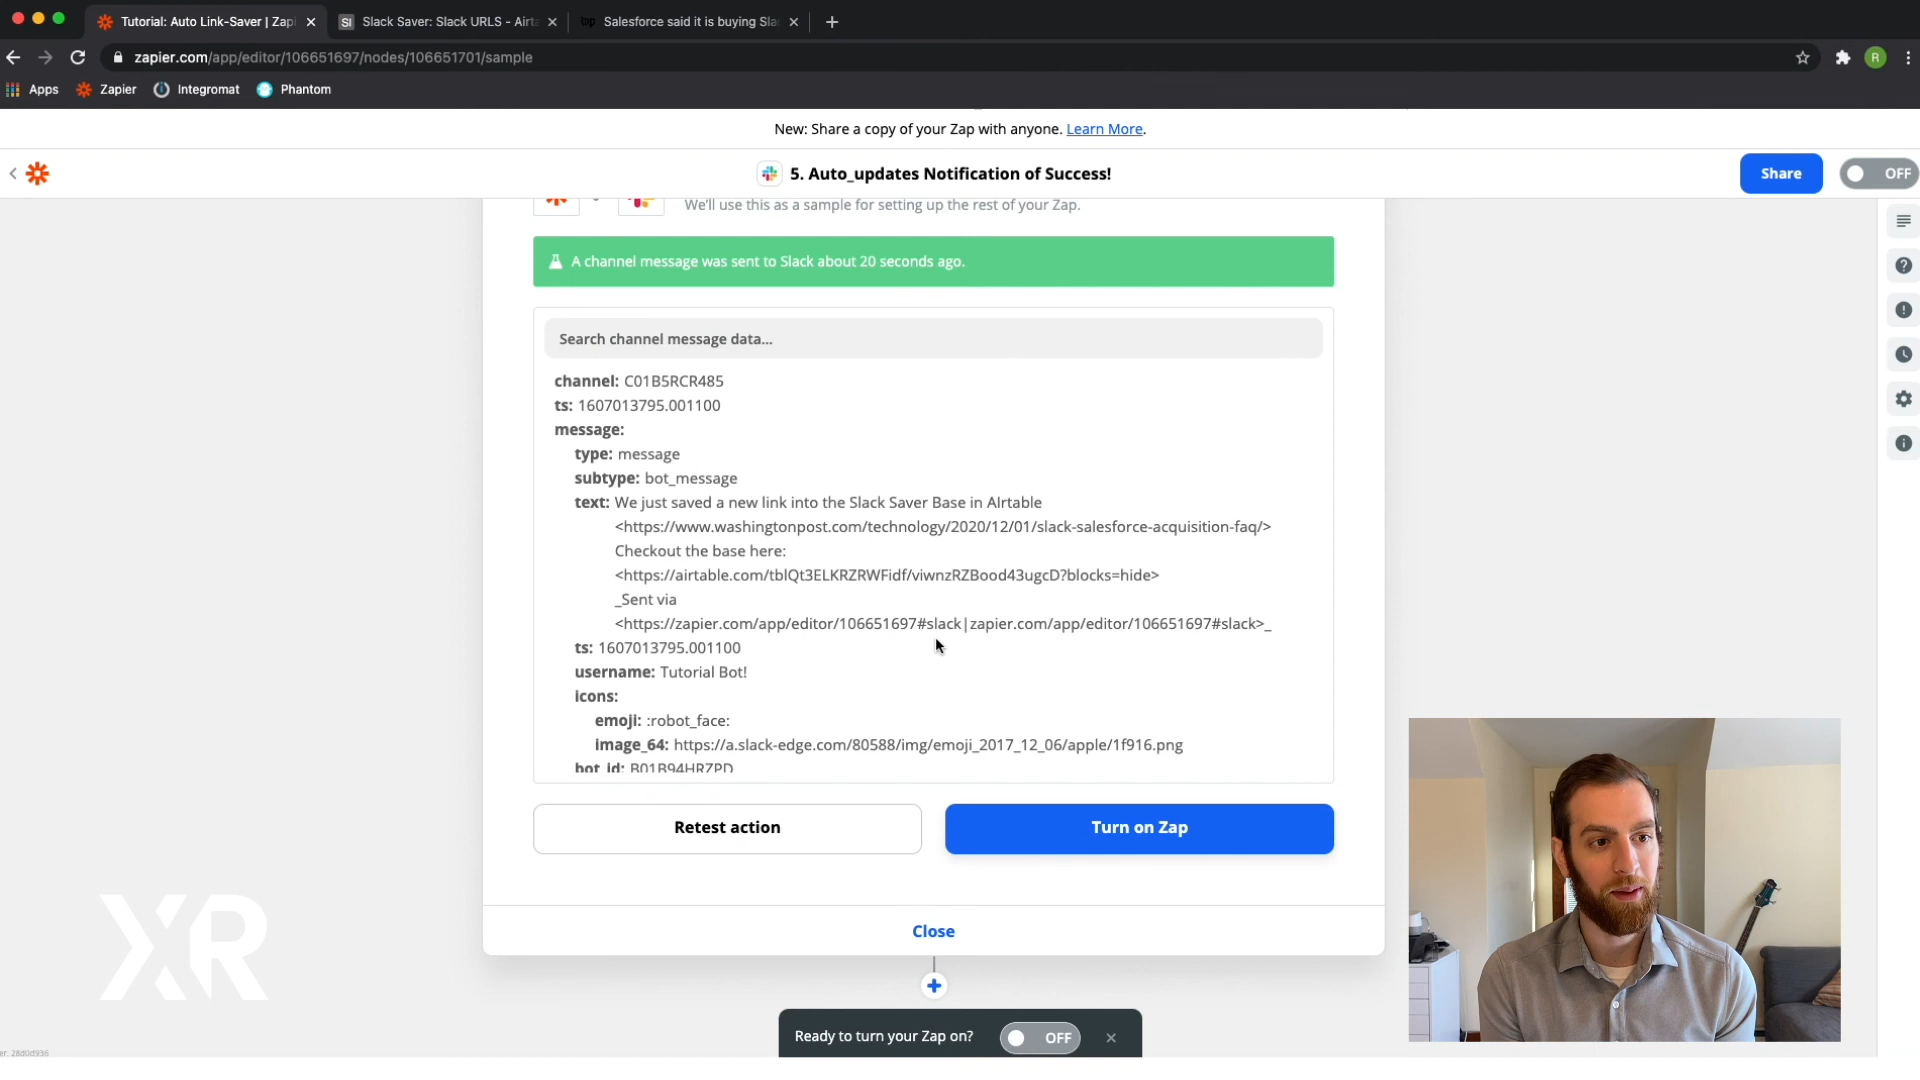 Tutorial: Auto Link-Saver | Zapi
SI Slack Saver: Slack URLS - Airta
Salesforce said it is buying Sla
zapier.com/app/editor/106651697/nodes/106651701/sample
R
Apps Zapier Integromat Phantom
New: Share a copy of your Zap with anyone. Learn More.
5. Auto_updates Notification of Success!
Share
OFF
We'll use this as a sample for setting up the rest of your Zap.
A channel message was sent to Slack about 20 seconds ago.
Search channel message data...
channel: C01B5RCR485
ts: 1607013795.001100
message:
type: message
subtype: bot_message
text: We just saved a new link into the Slack Saver Base in AIrtable
<https://www.washingtonpost.com/technology/2020/12/01/slack-salesforce-acquisition-faq/>
Checkout the base here:
<https://airtable.com/tblQt3ELKRZRWFidf/viwnzRZBood43ugcD?blocks=hide>
_Sent via
<https://zapier.com/app/editor/106651697#slack|zapier.com/app/editor/106651697#slack>_
ts: 1607013795.001100
username: Tutorial Bot!
icons:
emoji: :robot_face:
image_64: https://a.slack-edge.com/80588/img/emoji_2017_12_06/apple/1f916.png
bot_id: B01B94HRZPD
Retest action
Turn on Zap
Close
XR
Ready to turn your Zap on?
OFF